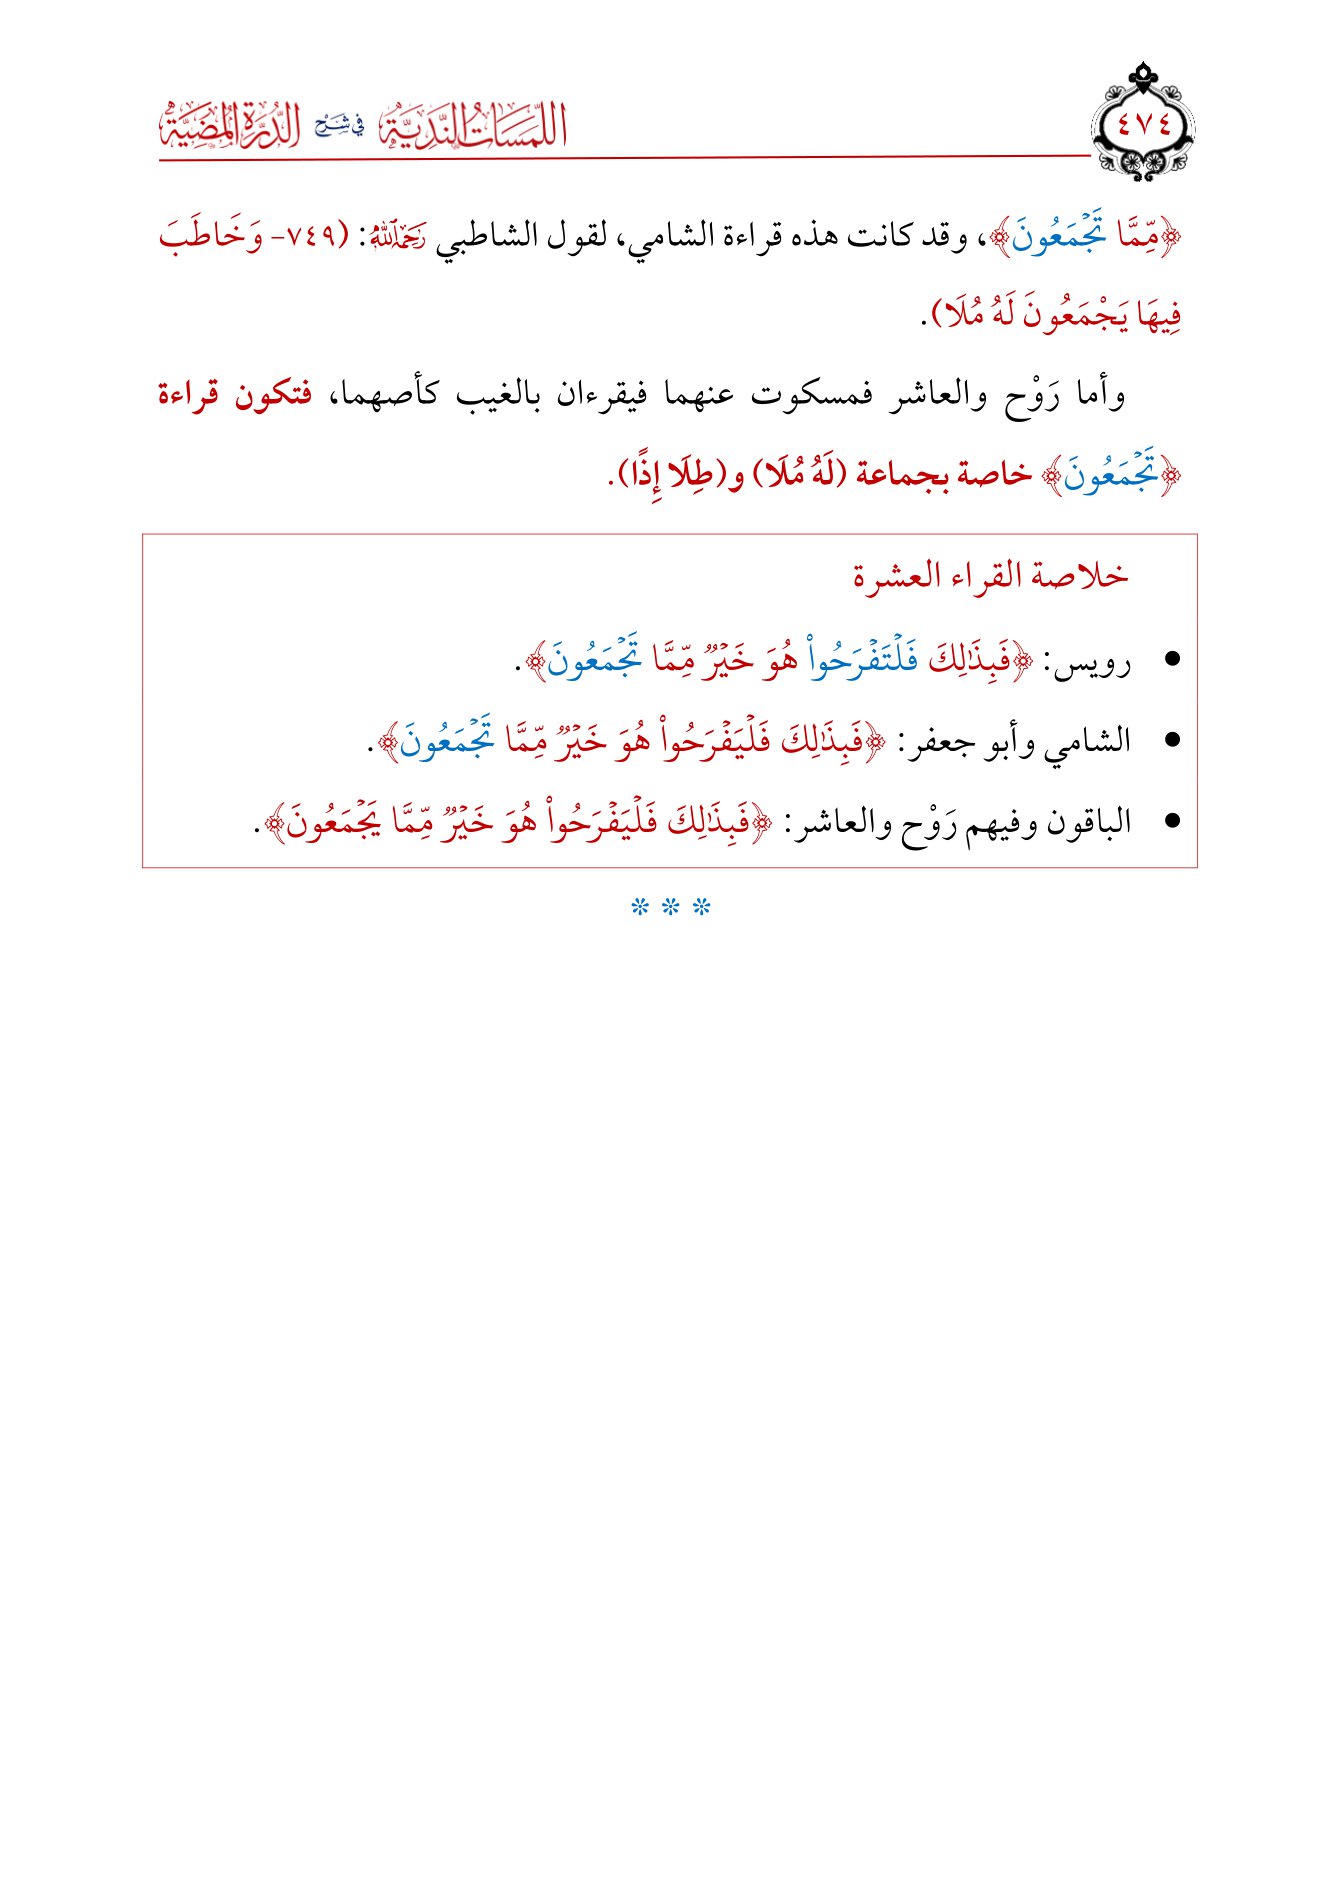 ٤٧٤
اللمسات الندية في شرح الدرة المضية
﴿مِّمَّا تَجۡمَعُونَ﴾، وقد كانت هذه قراءة الشامي، لقول الشاطبي رَحِمَهُ ٱللَّهُ: (٧٤٩- وَخَاطَبَ
فِيهَا يَجْمَعُونَ لَهُ مُلَا).
وأما رَوْح والعاشر فمسكوت عنهما فيقرءان بالغيب كأصهما، فتكون قراءة
﴿تَجۡمَعُونَ﴾ خاصة بجماعة (لَهُ مُلَا) و(طِلَا إِذًا).
خلاصة القراء العشرة
• رويس: ﴿فَبِذَٰلِكَ فَلۡتَفۡرَحُواْ هُوَ خَيۡرٞ مِّمَّا تَجۡمَعُونَ﴾.
• الشامي وأبو جعفر: ﴿فَبِذَٰلِكَ فَلۡيَفۡرَحُواْ هُوَ خَيۡرٞ مِّمَّا تَجۡمَعُونَ﴾.
• الباقون وفيهم رَوْح والعاشر: ﴿فَبِذَٰلِكَ فَلۡيَفۡرَحُواْ هُوَ خَيۡرٞ مِّمَّا يَجۡمَعُونَ﴾.
* * *